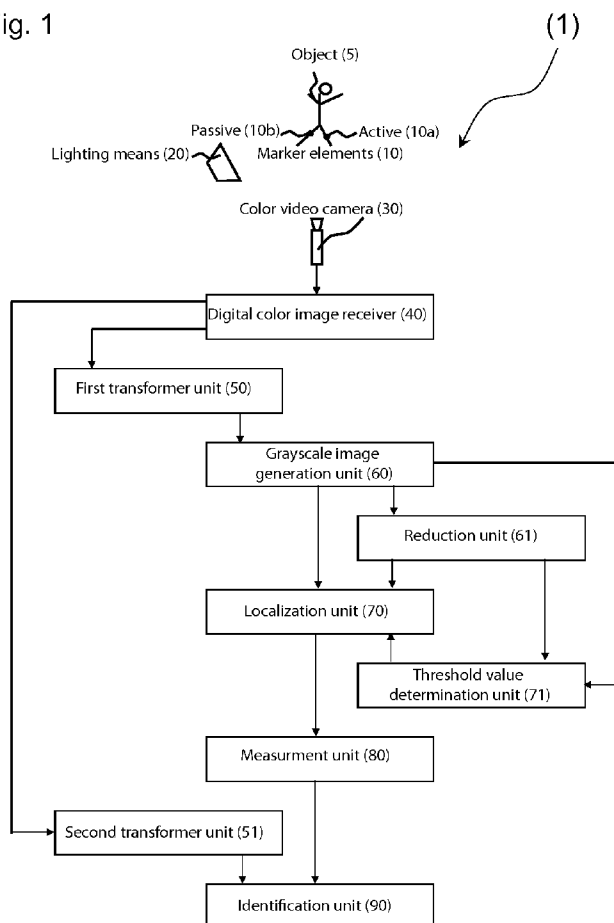 ig. 1
(1)
Object (5)
Passive (10b)
Active (10a)
Lighting means (20)
Marker elements (10)
Color video camera (30)
Digital color image receiver (40)
First transformer unit (50)
Grayscale image
generation unit (60)
Reduction unit (61)
Localization unit (70)
Threshold value
determination unit (71)
Measurment unit (80)
Second transformer unit (51)
Identification unit (90)